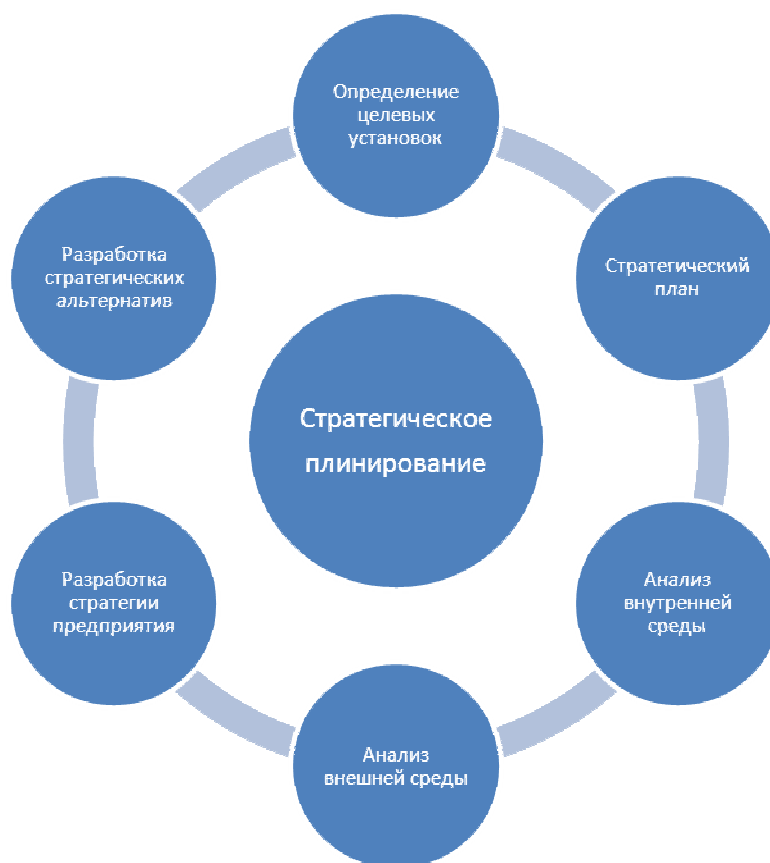 Определение
целевых
установок
Стратегический
план
Анализ
внутренней
среды
Анализ
внешней среды
Разработка
стратегии
предприятия
Разработка
стратегических
альтернатив
Стратегическое
плинирование